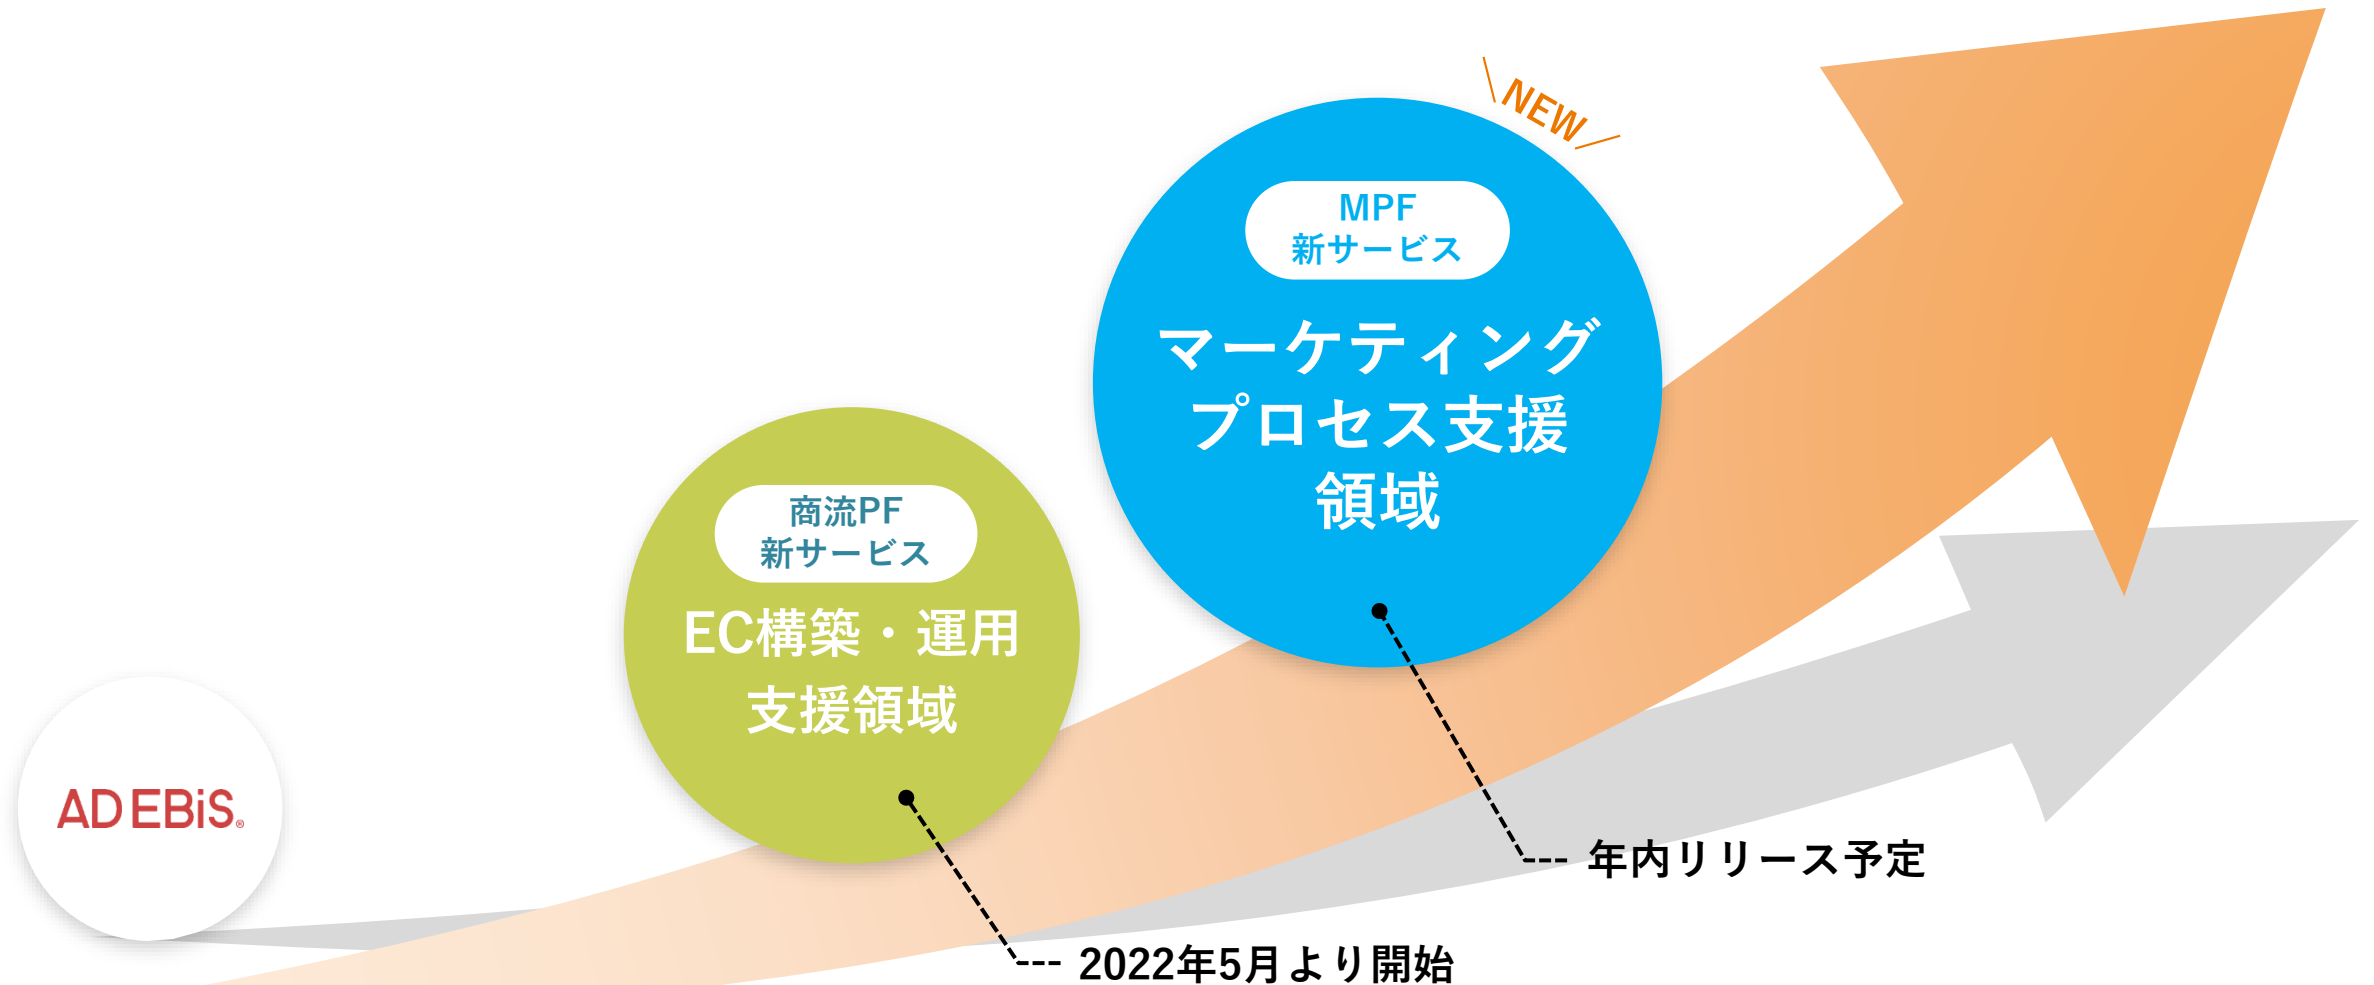 NEW
MPF
新サービス
マーケティング
プロセス支援
領域
商流PF
新サービス
EC構築・運用
支援領域
AD EBiS®
年内リリース予定
2022年5月より開始